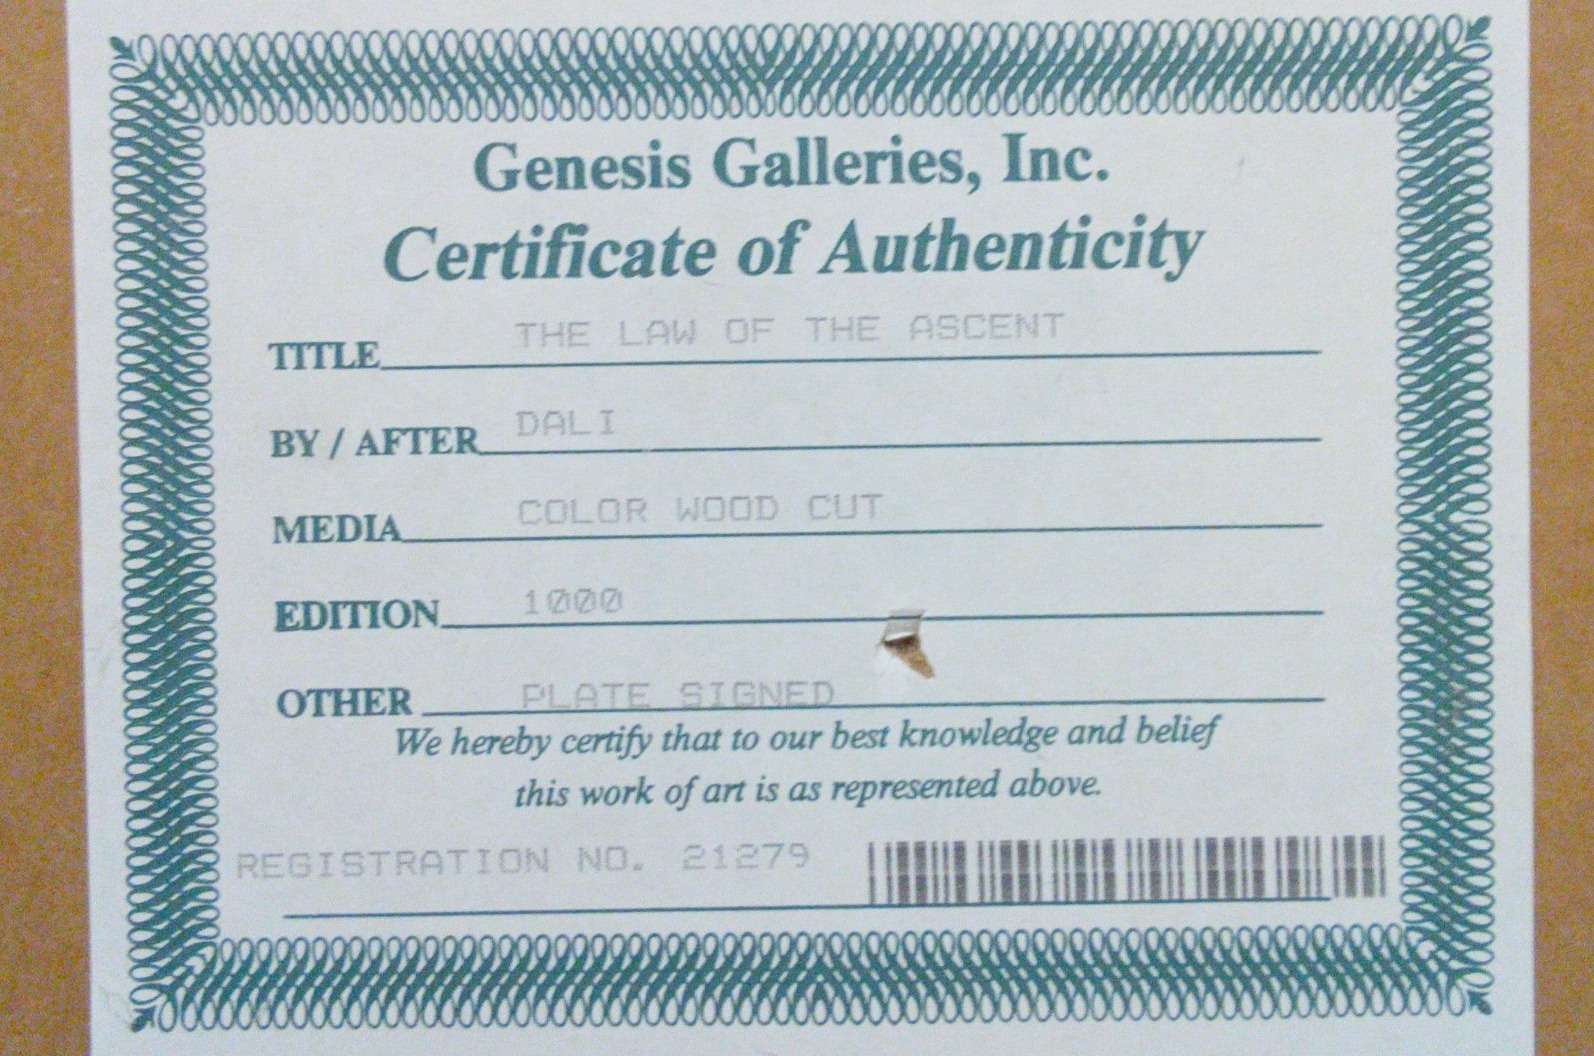 Genesis Galleries, Inc.
Certificate of Authenticity
TITLE THE LAW OF THE ASCENT
BY / AFTER DALI
MEDIA COLOR WOOD CUT
EDITION 1000
OTHER PLATE SIGNED
We hereby certify that to our best knowledge and belief
this work of art is as represented above.
REGISTRATION NO. 21279